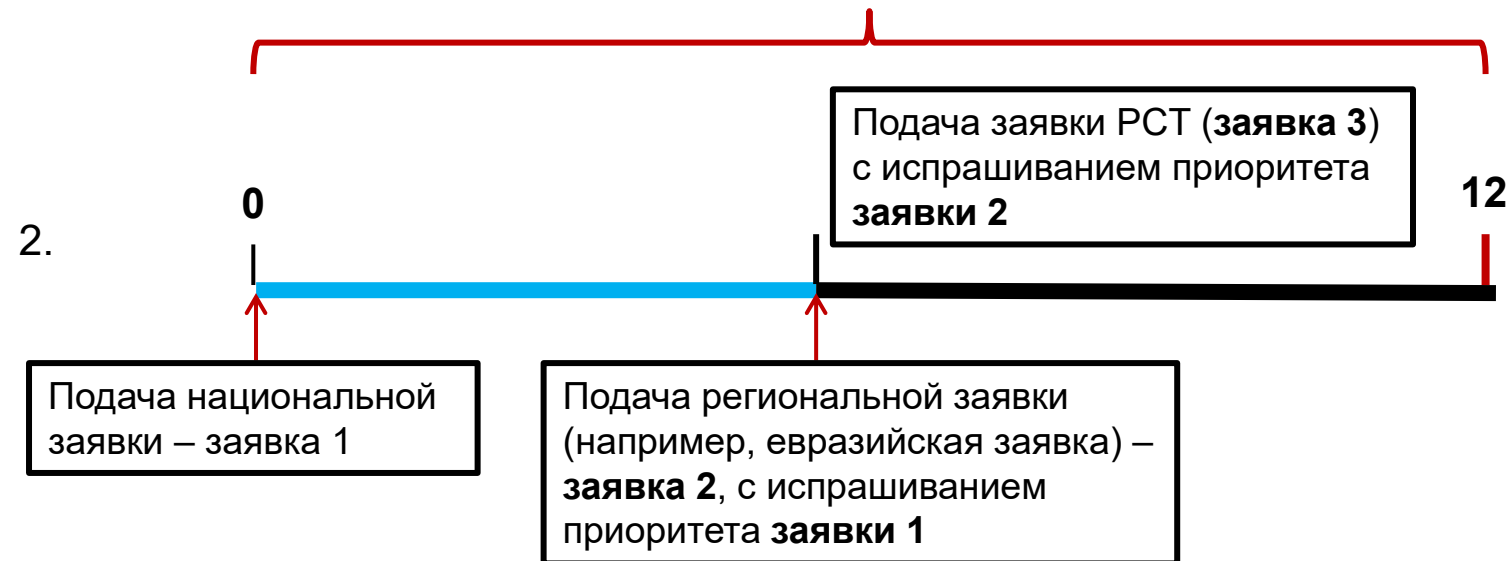 Подача заявки РСТ (заявка 3)
с испрашиванием приоритета
заявки 2
0
12
2.
Подача национальной
заявки – заявка 1
Подача региональной заявки
(например, евразийская заявка) –
заявка 2, с испрашиванием
приоритета заявки 1